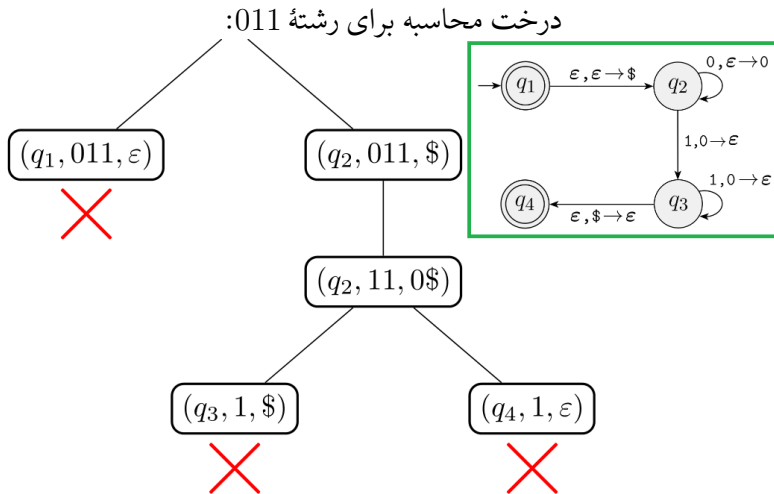 درخت محاسبه برای رشتهٔ 011:
(q₁, 011, ε)
(q₂, 011, $)
(q₂, 11, 0$)
(q₃, 1, $)
(q₄, 1, ε)
q₁
ε, ε→$
q₂
0, ε→0
1, 0→ε
q₄
ε, $→ε
q₃
1, 0→ε